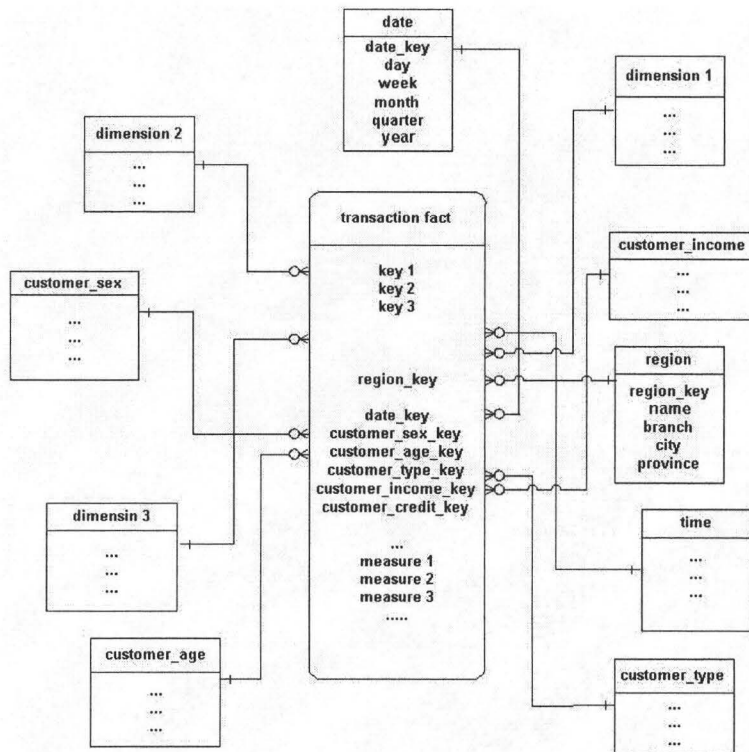 date
date_key
day
week
month
quarter
year
dimension 1
...
...
...
dimension 2
...
...
...
transaction fact
key 1
key 2
key 3
region_key
date_key
customer_sex_key
customer_age_key
customer_type_key
customer_income_key
customer_credit_key
...
measure 1
measure 2
measure 3
.....
customer_income
...
...
...
customer_sex
...
...
...
region
region_key
name
branch
city
province
dimensin 3
...
...
...
time
...
...
...
customer_age
...
...
...
customer_type
...
...
...